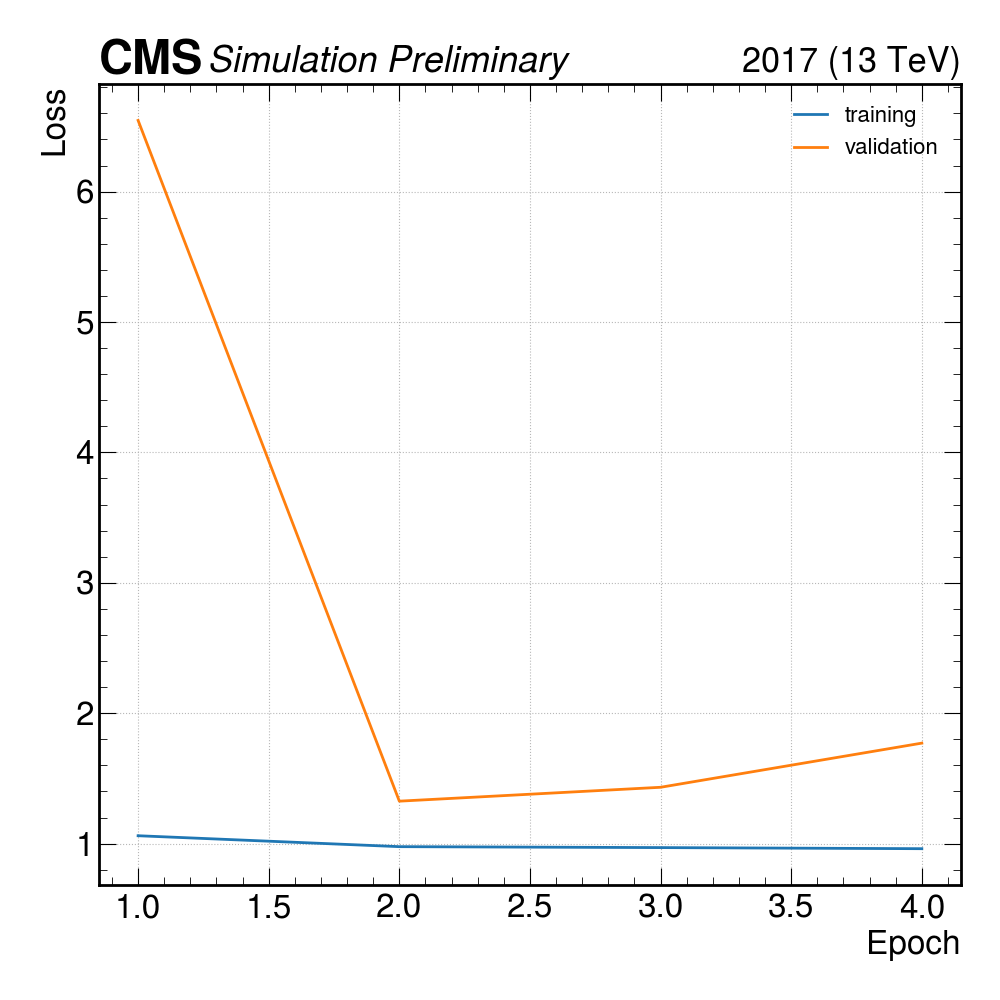 CMS Simulation Preliminary 2017 (13 TeV)
Loss
training
validation
6
5
4
3
2
1
1.0 1.5 2.0 2.5 3.0 3.5 4.0
Epoch